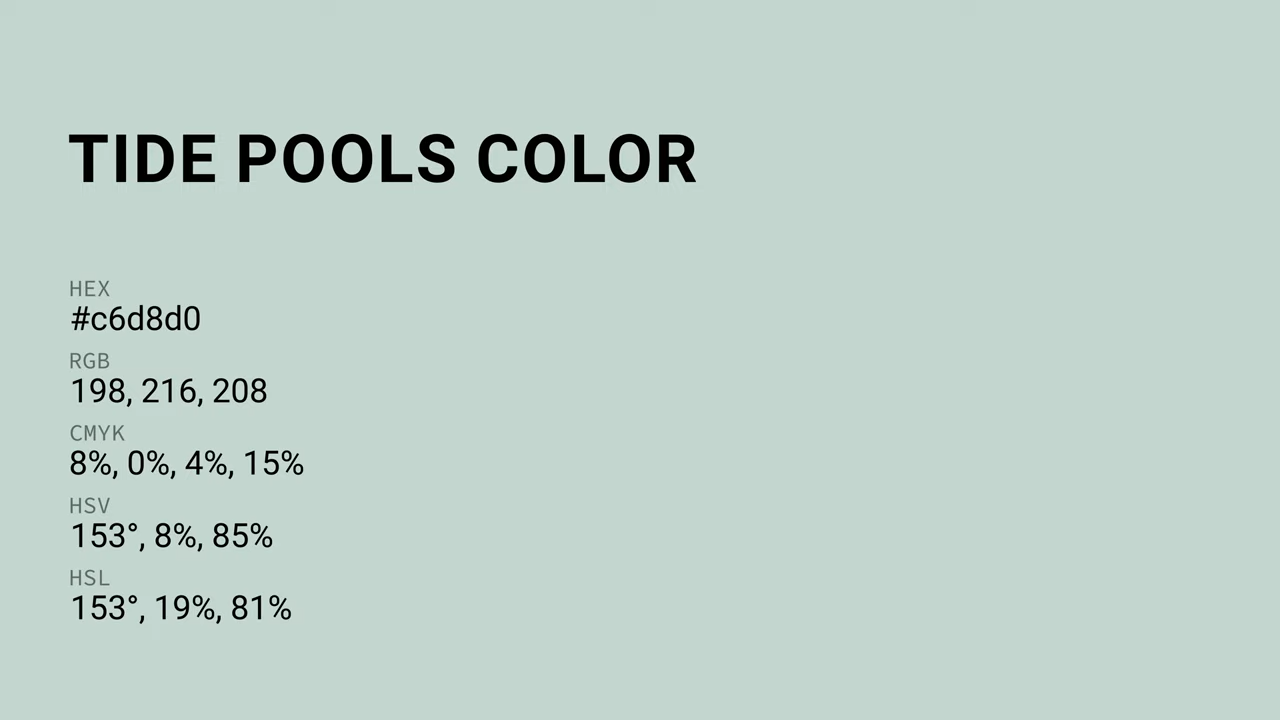 TIDE POOLS COLOR
HEX
#c6d8d0
RGB
198, 216, 208
CMYK
8%, 0%, 4%, 15%
HSV
153°, 8%, 85%
HSL
153°, 19%, 81%